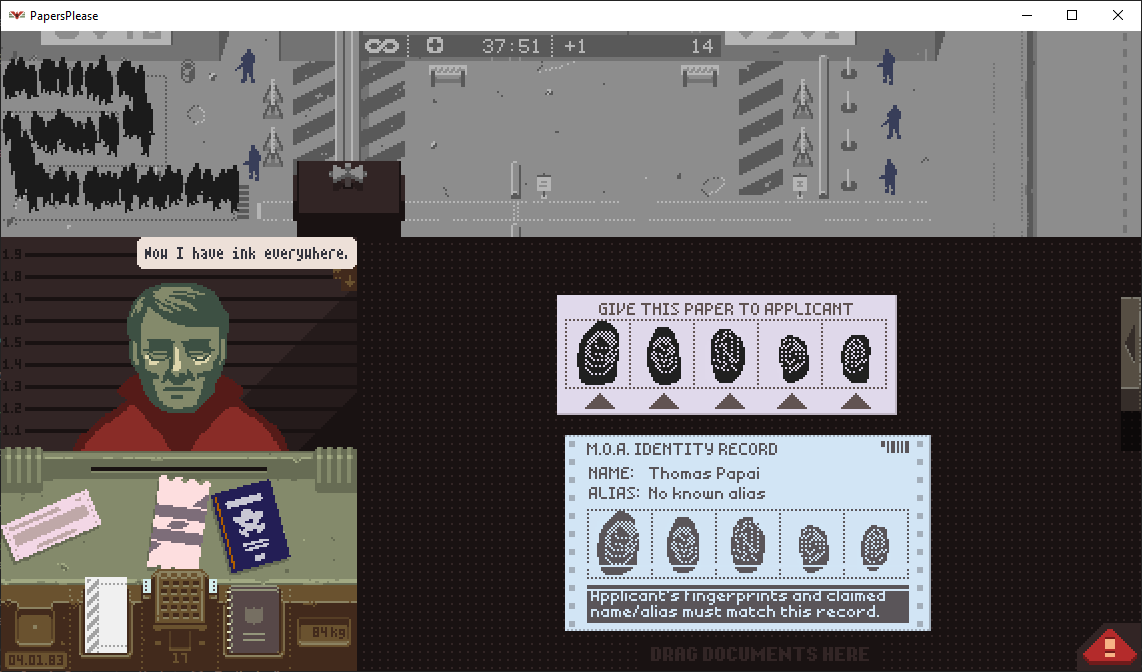 PapersPlease
37:51 +1 14
1.9
Now I have ink everywhere.
1.8
1.7
1.6
1.5
1.4
1.3
1.2
1.1
GIVE THIS PAPER TO APPLICANT
M.O.A. IDENTITY RECORD
NAME: Thomas Papai
ALIAS: No known alias
Applicant's fingerprints and claimed
name/alias must match this record.
84kg
04.01.83
17
DRAG DOCUMENTS HERE